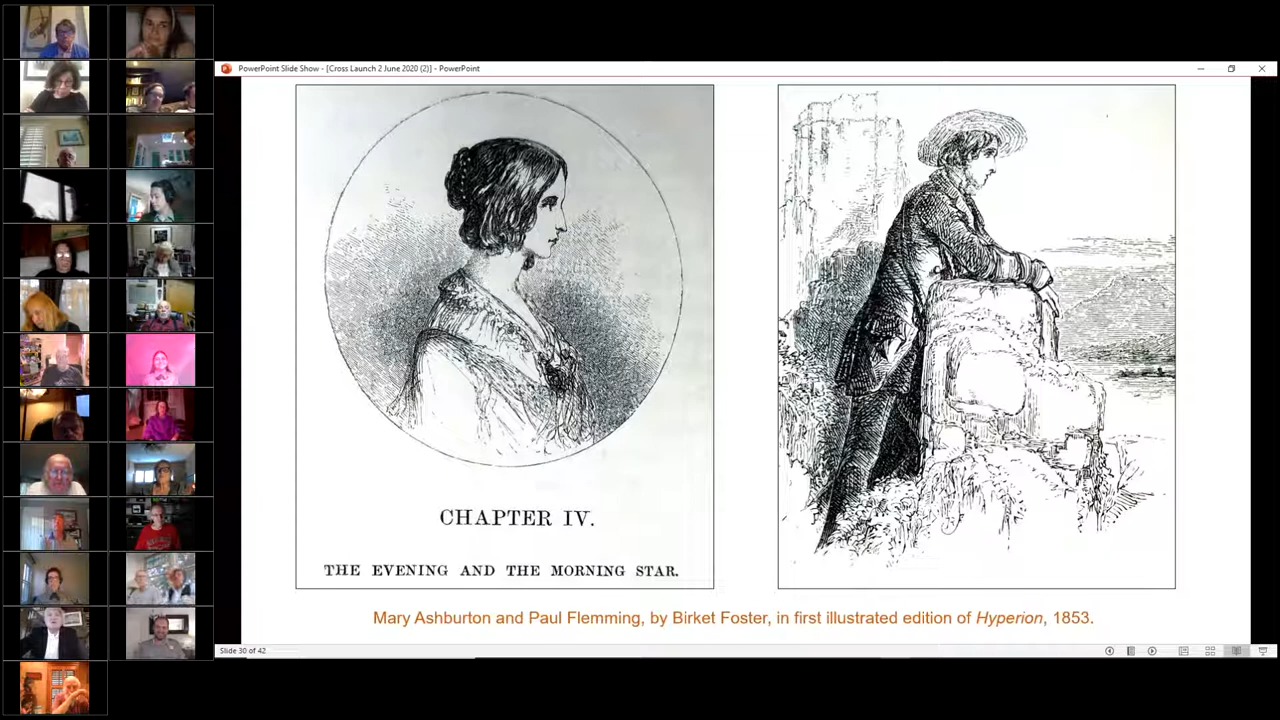 PowerPoint Slide Show - [Cross Launch 2 June 2020 (2)] - PowerPoint
CHAPTER IV.
THE EVENING AND THE MORNING STAR.
Mary Ashburton and Paul Flemming, by Birket Foster, in first illustrated edition of Hyperion, 1853.
Slide 30 of 42